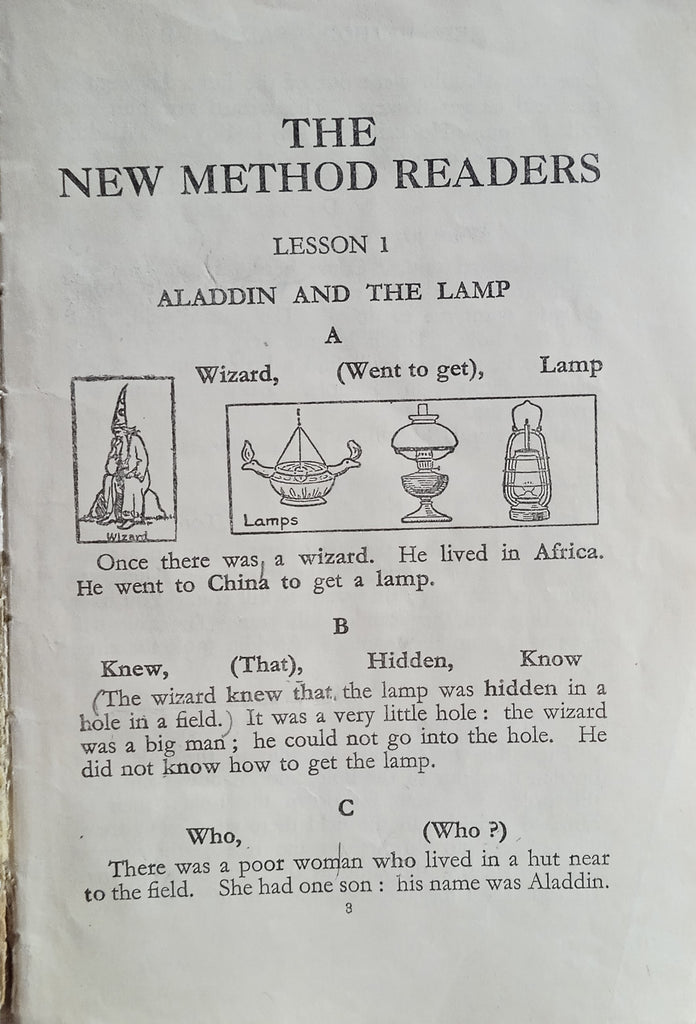 THE
NEW METHOD READERS
LESSON 1
ALADDIN AND THE LAMP
A
Wizard, (Went to get), Lamp
Wizard
Lamps
Once there was a wizard. He lived in Africa.
He went to China to get a lamp.
B
Knew, (That), Hidden, Know
(The wizard knew that the lamp was hidden in a
hole in a field.) It was a very little hole : the wizard
was a big man ; he could not go into the hole. He
did not know how to get the lamp.
C
Who, (Who ?)
There was a poor woman who lived in a hut near
to the field. She had one son : his name was Aladdin.
3